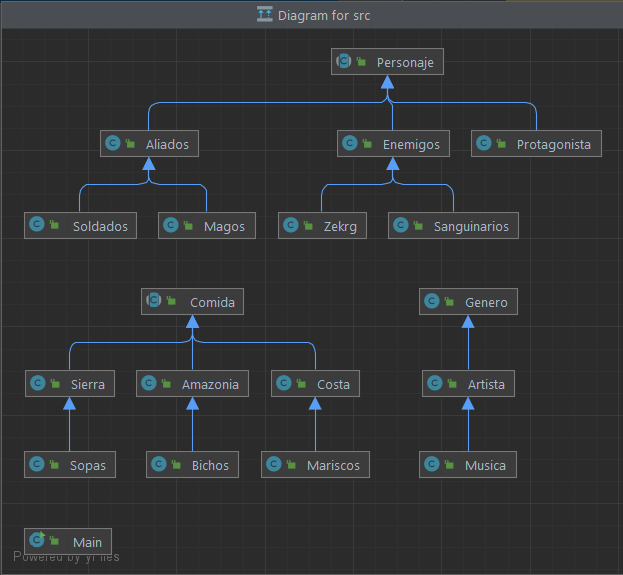 Diagram for src
Personaje
Aliados
Enemigos
Protagonista
Soldados
Magos
Zekrg
Sanguinarios
Comida
Genero
Sierra
Amazonia
Costa
Artista
Sopas
Bichos
Mariscos
Musica
Main
Powered by yFiles